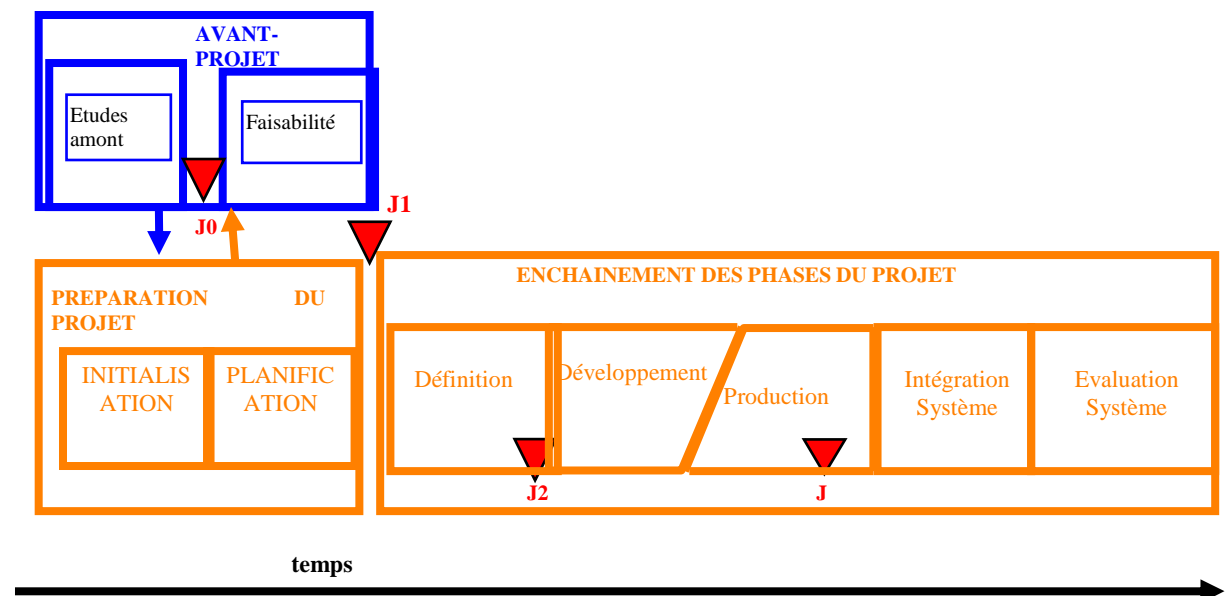 AVANT-
PROJET
Etudes
amont
Faisabilité
J0
J1
PREPARATION DU
PROJET
INITIALIS
ATION
PLANIFIC
ATION
ENCHAINEMENT DES PHASES DU PROJET
Définition
Développement
Production
Intégration
Système
Evaluation
Système
J2
J
temps